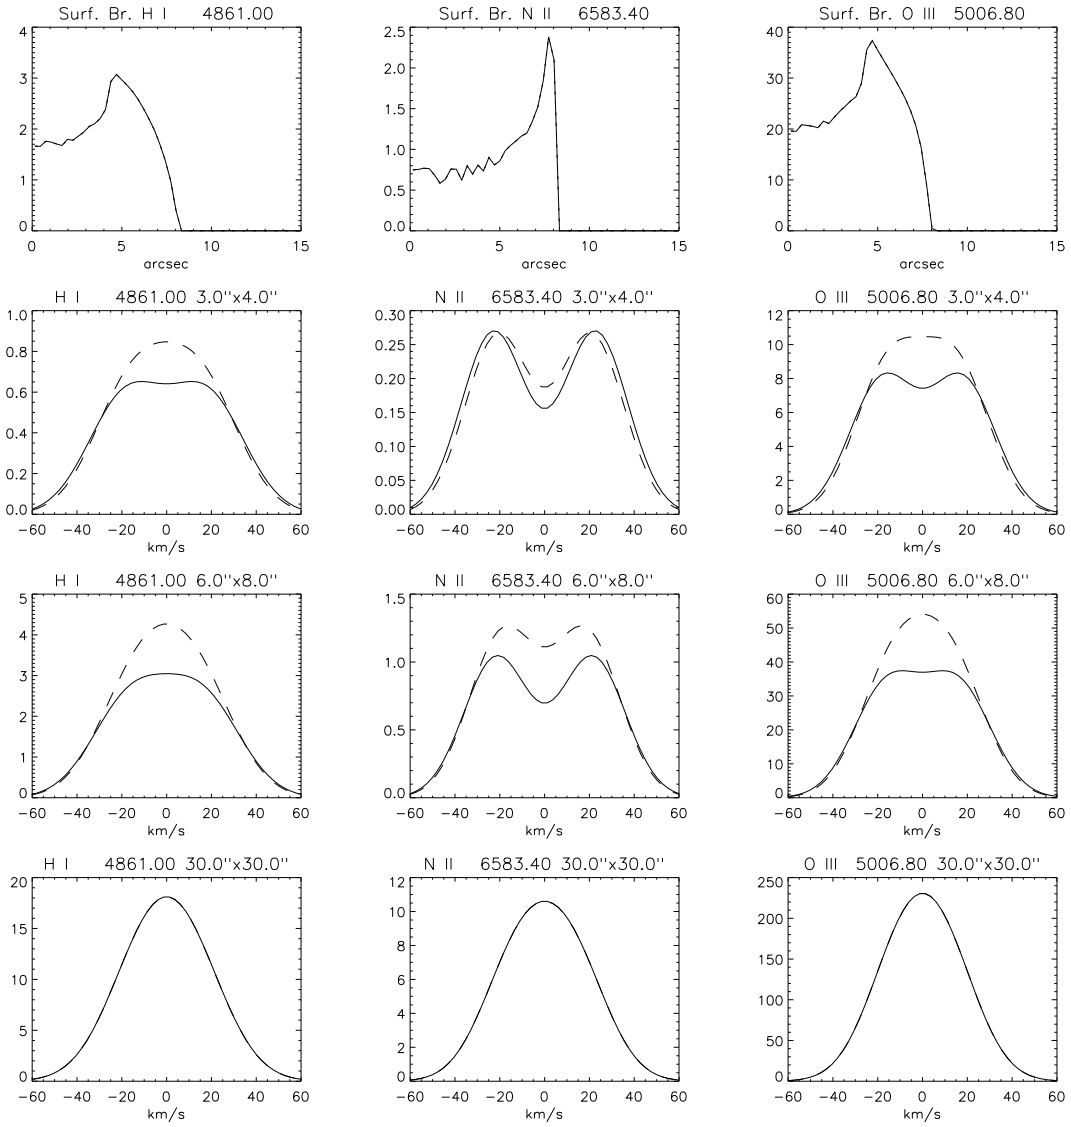 Surf. Br. H I 4861.00
Surf. Br. N II 6583.40
Surf. Br. O III 5006.80
4
3
2
1
0
0 5 10 15
arcsec
2.5
2.0
1.5
1.0
0.5
0.0
0 5 10 15
arcsec
40
30
20
10
0
0 5 10 15
arcsec
H I 4861.00 3.0''x4.0''
N II 6583.40 3.0''x4.0''
O III 5006.80 3.0''x4.0''
1.0
0.8
0.6
0.4
0.2
0.0
−60 −40 −20 0 20 40 60
km/s
0.30
0.25
0.20
0.15
0.10
0.05
0.00
−60 −40 −20 0 20 40 60
km/s
12
10
8
6
4
2
0
−60 −40 −20 0 20 40 60
km/s
H I 4861.00 6.0''x8.0''
N II 6583.40 6.0''x8.0''
O III 5006.80 6.0''x8.0''
5
4
3
2
1
0
−60 −40 −20 0 20 40 60
km/s
1.5
1.0
0.5
0.0
−60 −40 −20 0 20 40 60
km/s
60
50
40
30
20
10
0
−60 −40 −20 0 20 40 60
km/s
H I 4861.00 30.0''x30.0''
N II 6583.40 30.0''x30.0''
O III 5006.80 30.0''x30.0''
20
15
10
5
0
−60 −40 −20 0 20 40 60
km/s
12
10
8
6
4
2
0
−60 −40 −20 0 20 40 60
km/s
250
200
150
100
50
0
−60 −40 −20 0 20 40 60
km/s